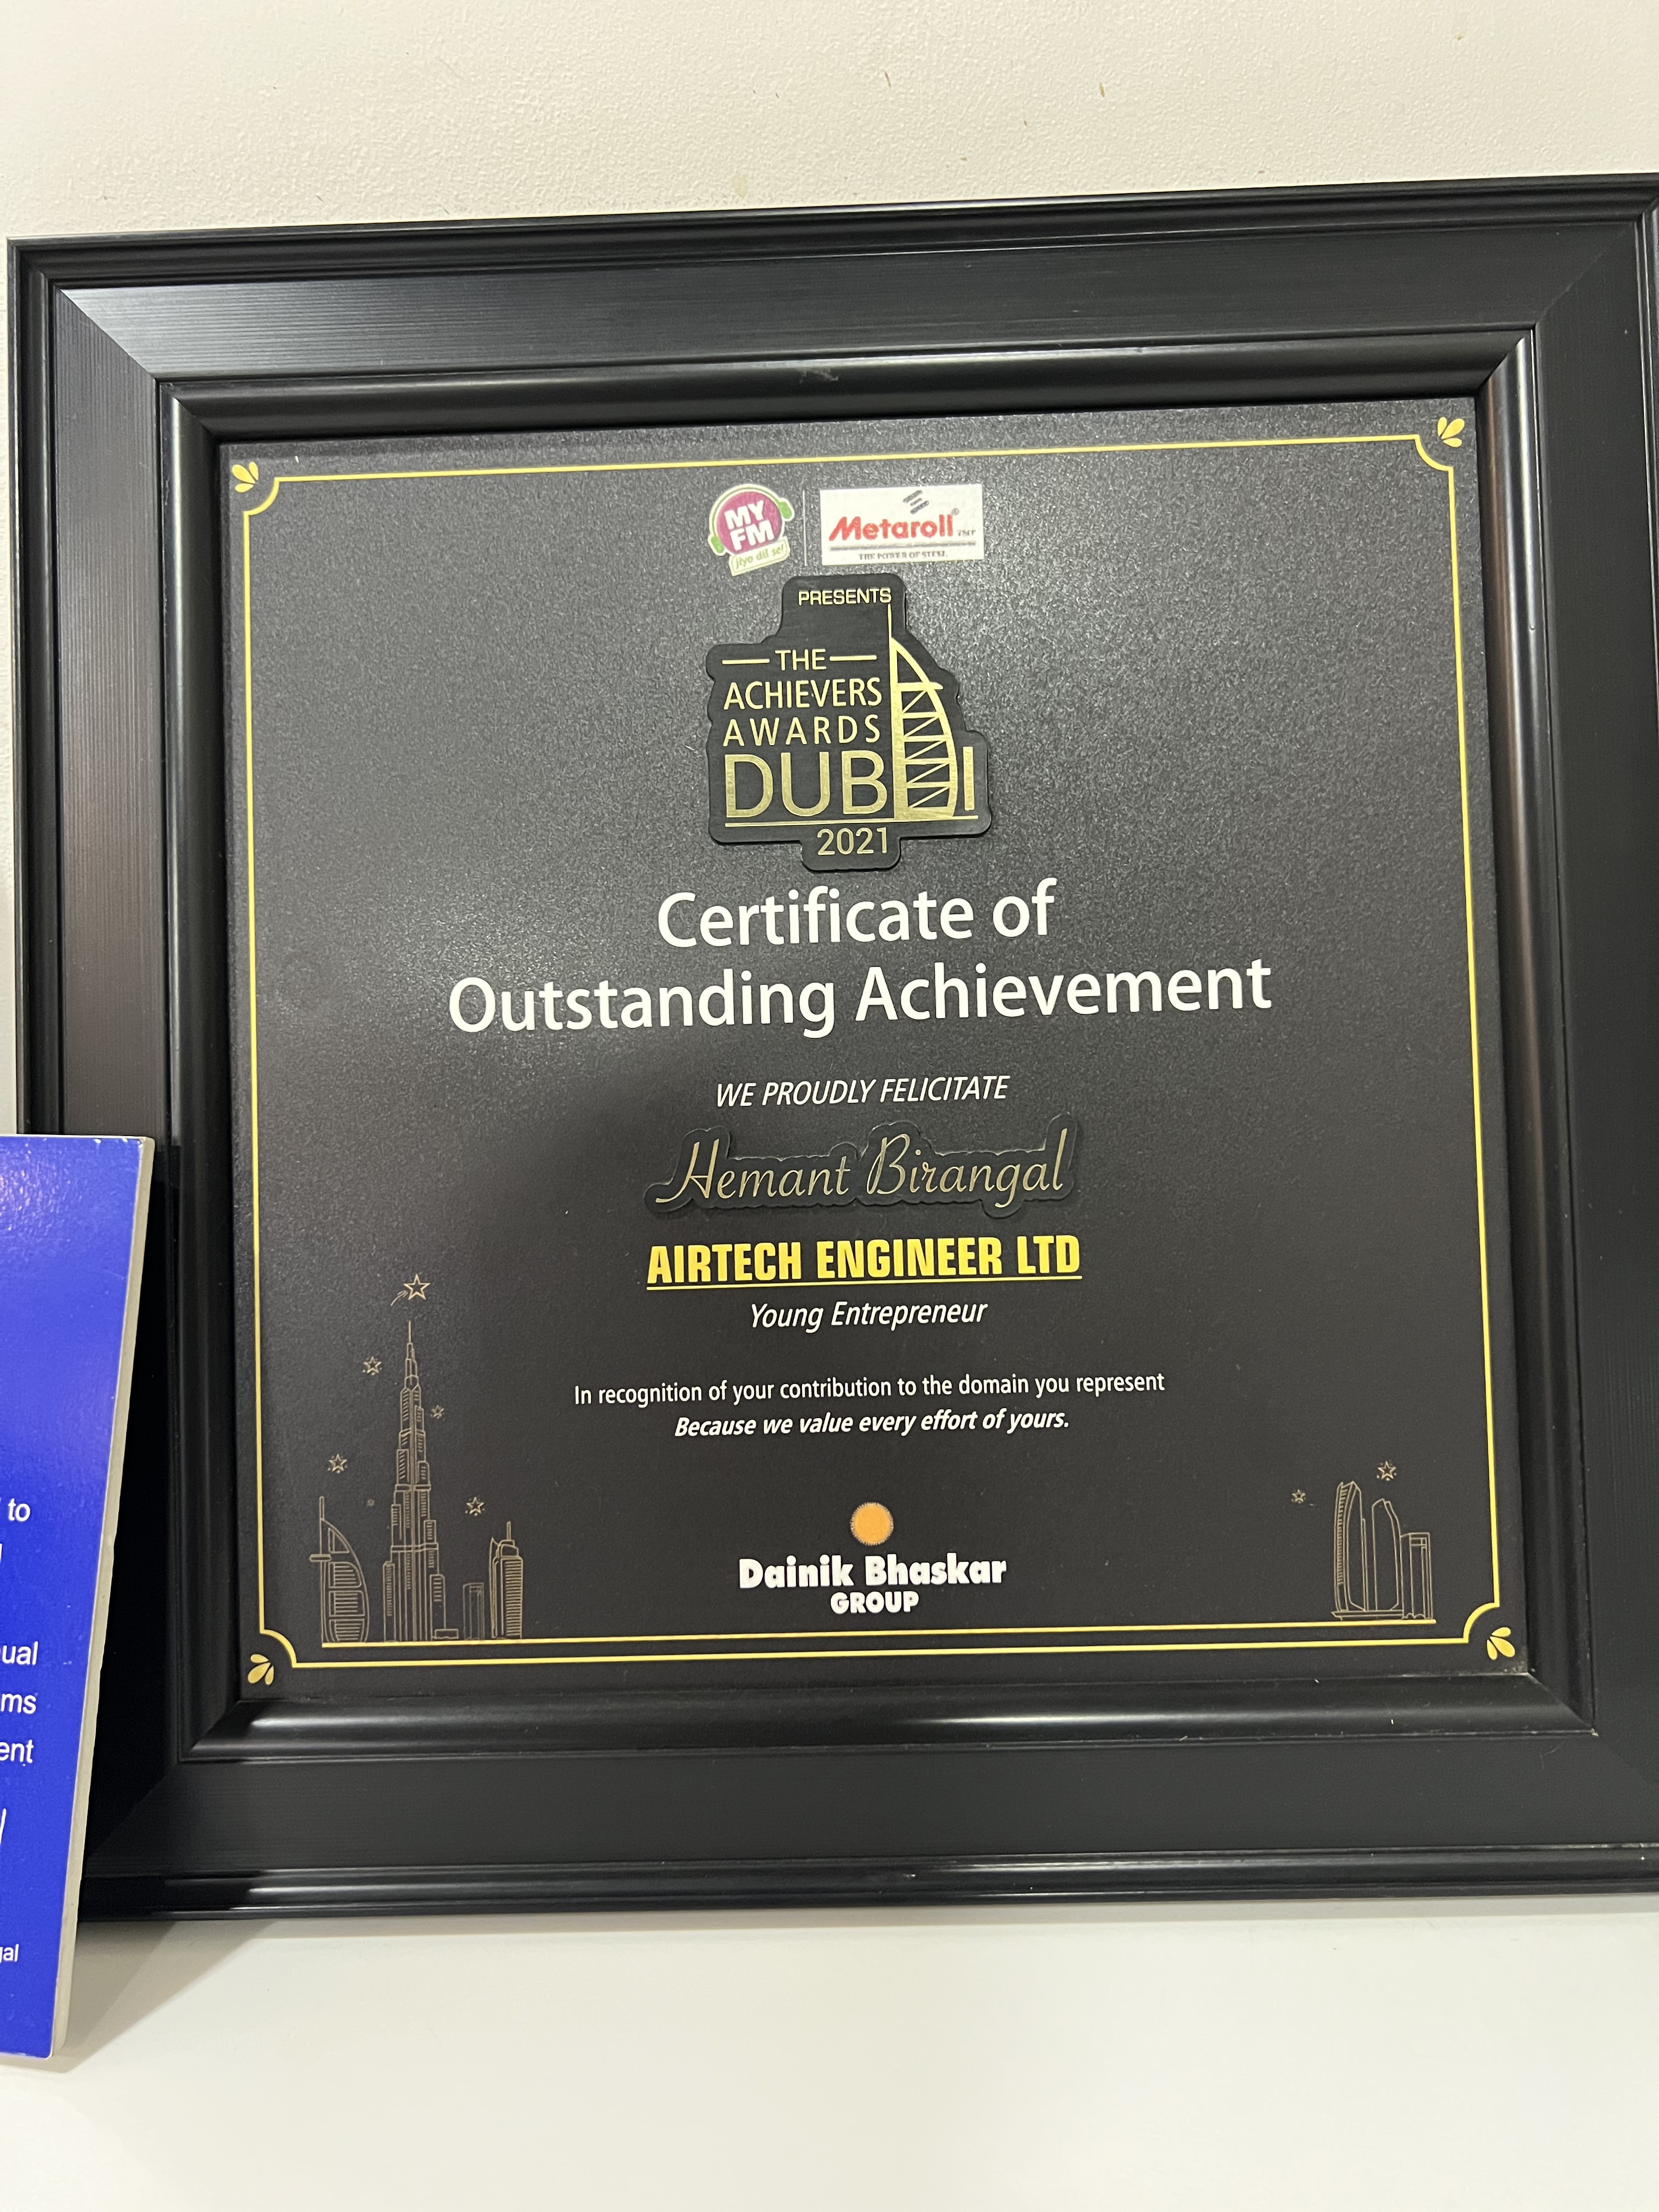 MY
FM
jiyo dil se!
Metaroll
THE POWER OF STEEL
PRESENTS
THE
ACHIEVERS
AWARDS
DUBAI
2021
Certificate of
Outstanding Achievement
WE PROUDLY FELICITATE
Hemant Birangal
AIRTECH ENGINEER LTD
Young Entrepreneur
In recognition of your contribution to the domain you represent
Because we value every effort of yours.
Dainik Bhaskar
GROUP
to
ual
ms
ent
gal